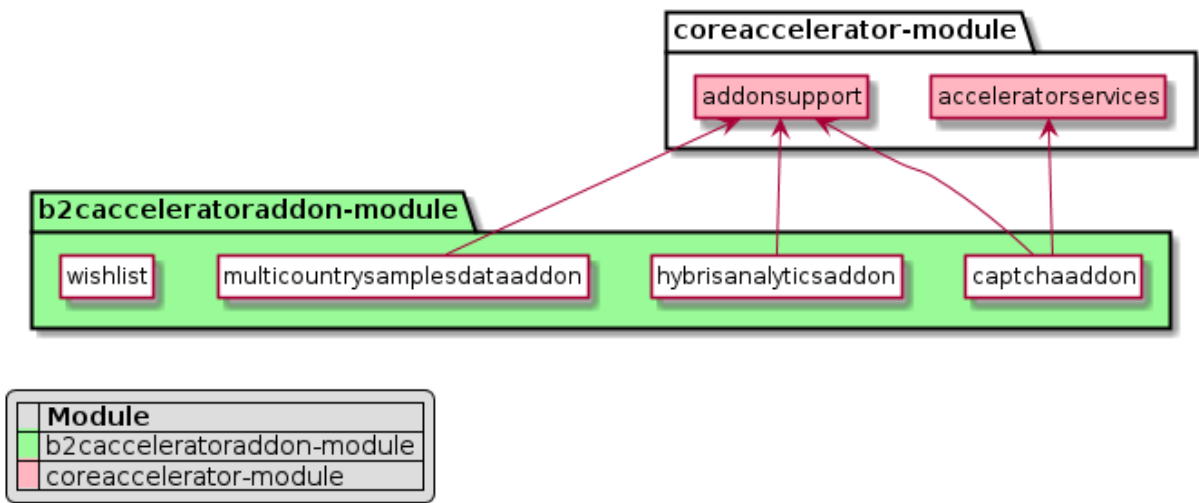 coreaccelerator-module
addonsupport
acceleratorservices
b2cacceleratoraddon-module
wishlist
multicountrysamplesdataaddon
hybrisanalyticsaddon
captchaaddon
Module
b2cacceleratoraddon-module
coreaccelerator-module